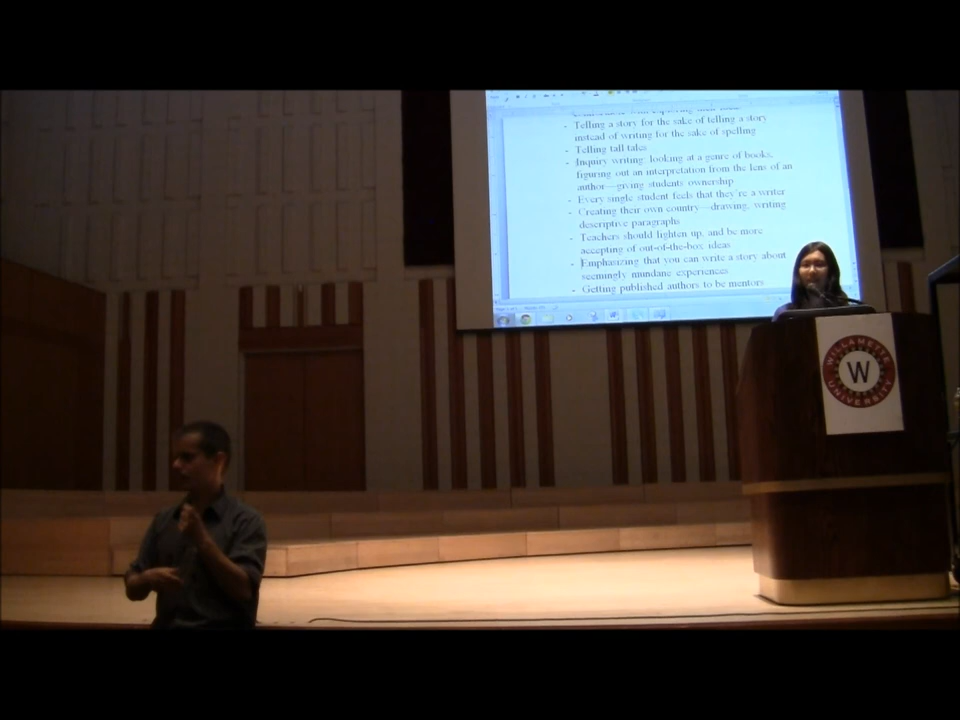 - Telling a story for the sake of telling a story
instead of writing for the sake of spelling
- Telling tall tales
- Inquiry writing: looking at a genre of books,
figuring out an interpretation from the lens of an
author—giving students ownership
- Every single student feels that they're a writer
- Creating their own country—drawing, writing
descriptive paragraphs
- Teachers should lighten up, and be more
accepting of out-of-the-box ideas
- Emphasizing that you can write a story about
seemingly mundane experiences
- Getting published authors to be mentors
WILLAMETTE
W
UNIVERSITY